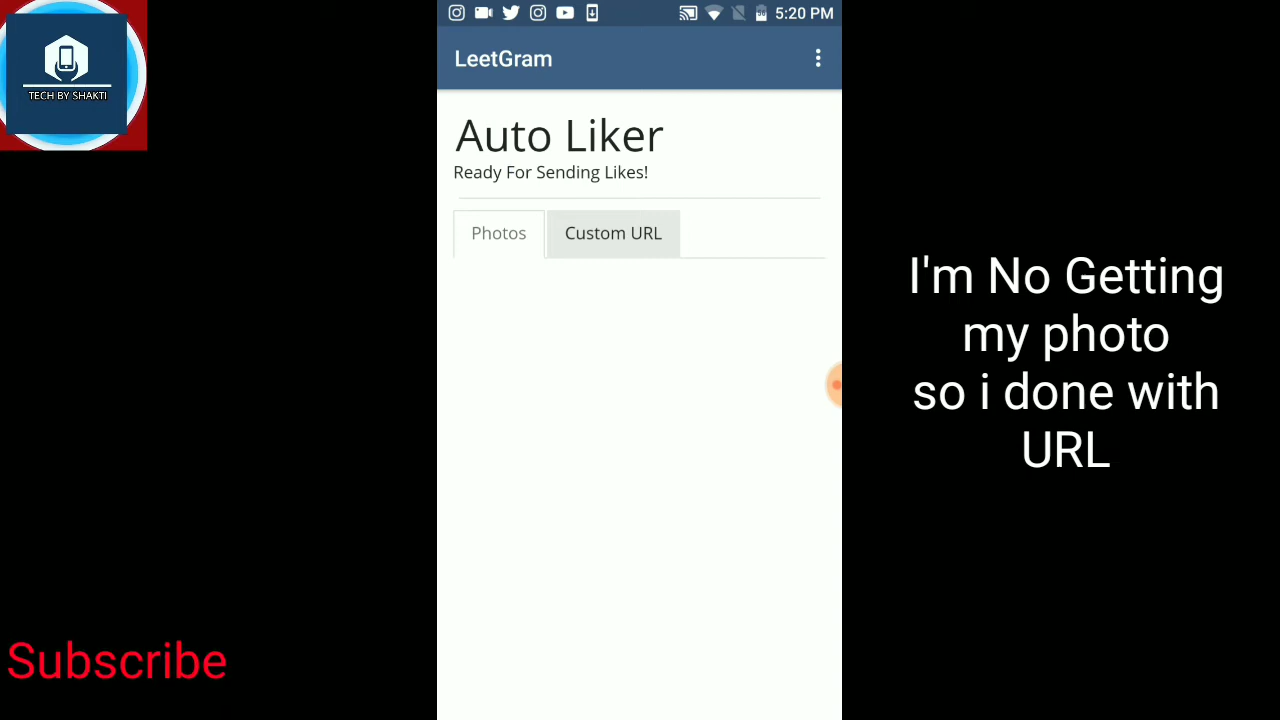 TECH BY SHAKTI
5:20 PM
LeetGram
Auto Liker
Ready For Sending Likes!
Photos
Custom URL
I'm No Getting
my photo
so i done with
URL
Subscribe